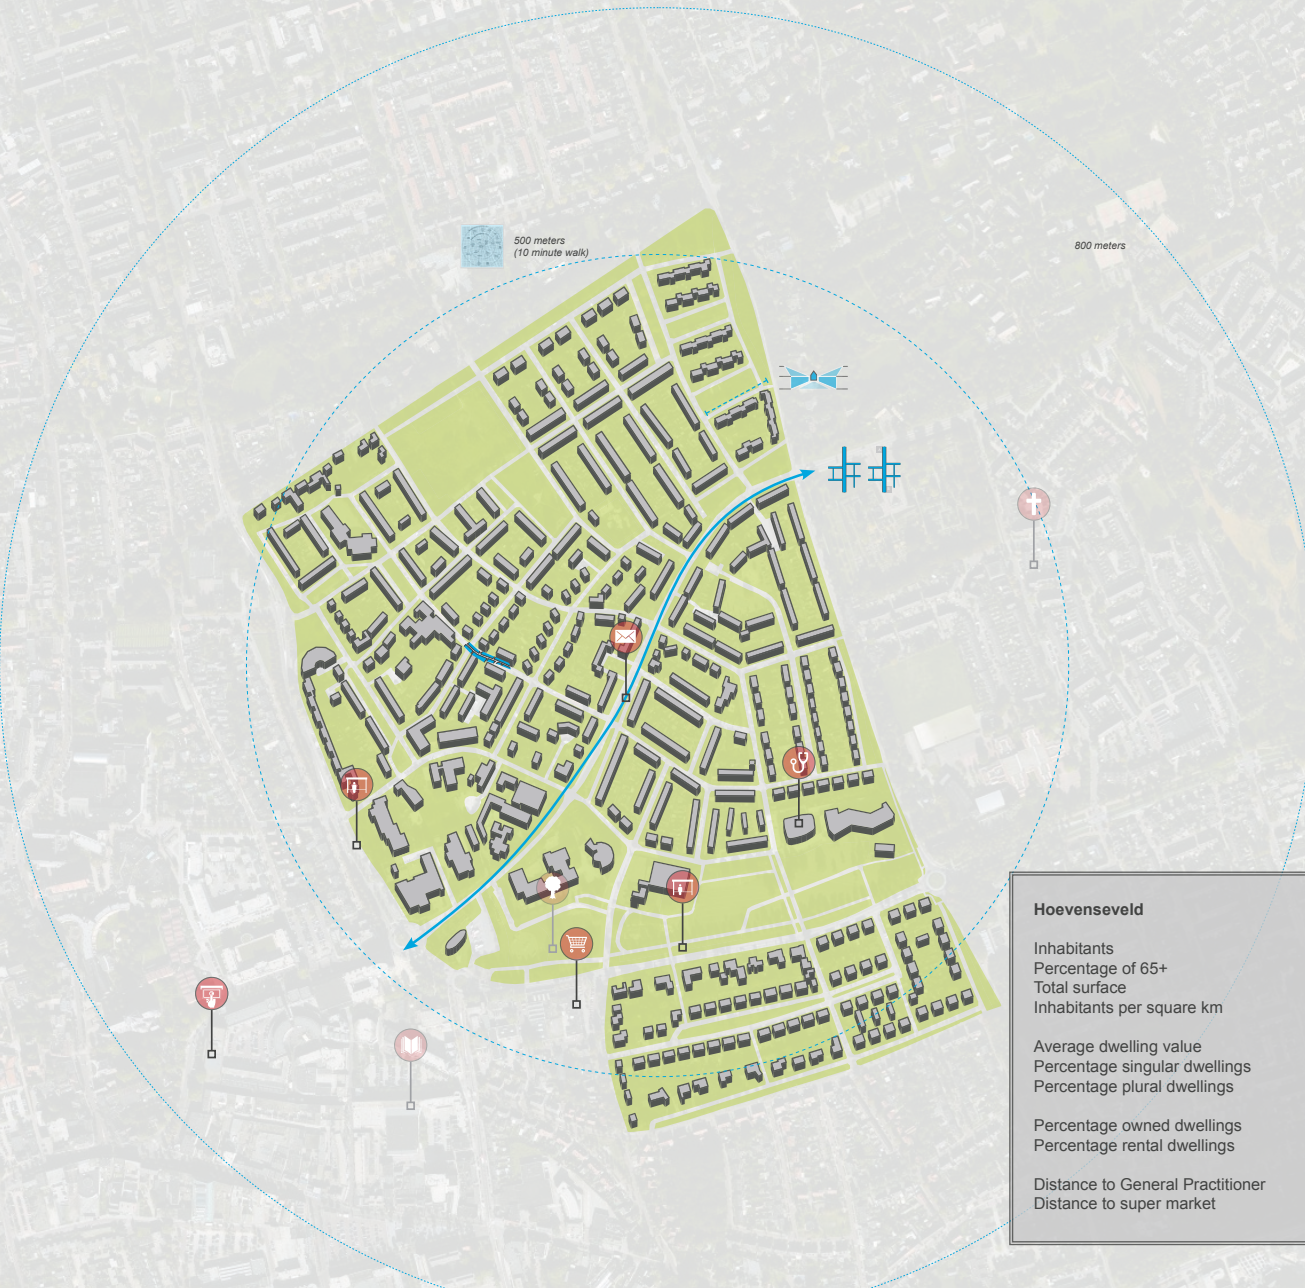 500 meters
(10 minute walk)
800 meters
Hoevenseveld
Inhabitants
Percentage of 65+
Total surface
Inhabitants per square km
Average dwelling value
Percentage singular dwellings
Percentage plural dwellings
Percentage owned dwellings
Percentage rental dwellings
Distance to General Practitioner
Distance to super market